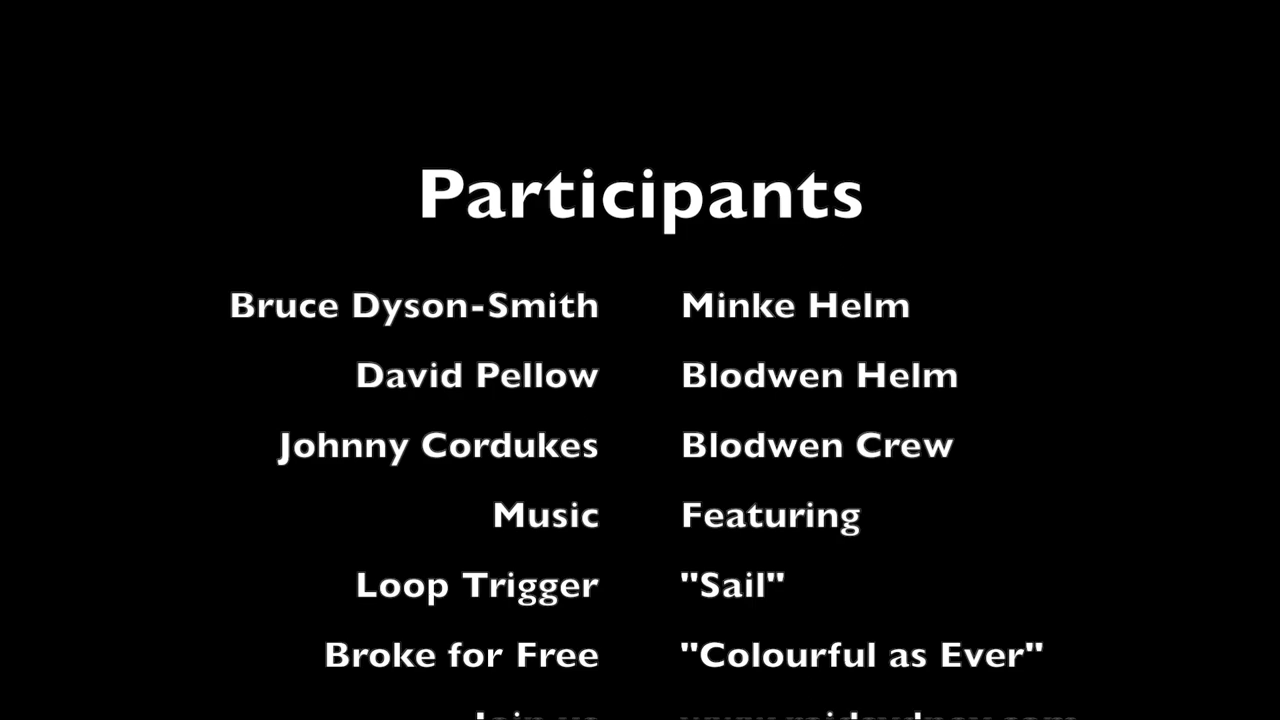 Participants
Bruce Dyson-Smith Minke Helm
David Pellow Blodwen Helm
Johnny Cordukes Blodwen Crew
Music Featuring
Loop Trigger "Sail"
Broke for Free "Colourful as Ever"